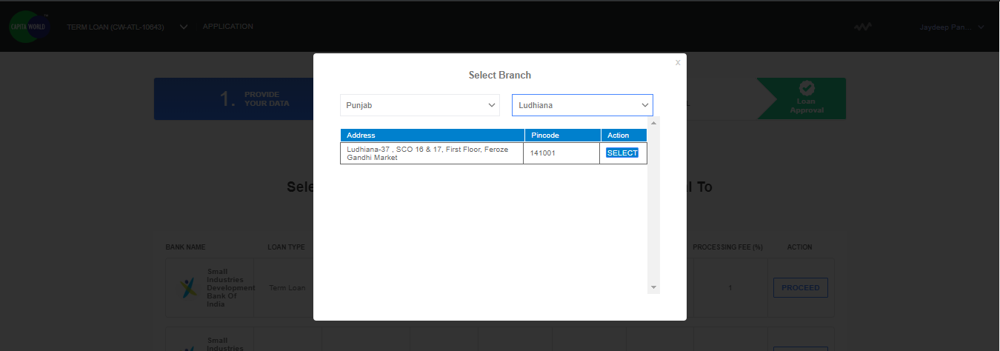 CAPITA WORLD
TERM LOAN (CW-ATL-10643)
APPLICATION
Jaydeep Pan...
x
Select Branch
1.
PROVIDE
YOUR DATA
Punjab
Ludhiana
L
Loan
Approval
Address Pincode Action
Ludhiana-37 , SCO 16 & 17, First Floor, Feroze
Gandhi Market
141001
SELECT
Sele
l To
BANK NAME LOAN TYPE PROCESSING FEE (%) ACTION
Small
Industries
Development
Bank Of
India
Term Loan
1
PROCEED
Small
Industries